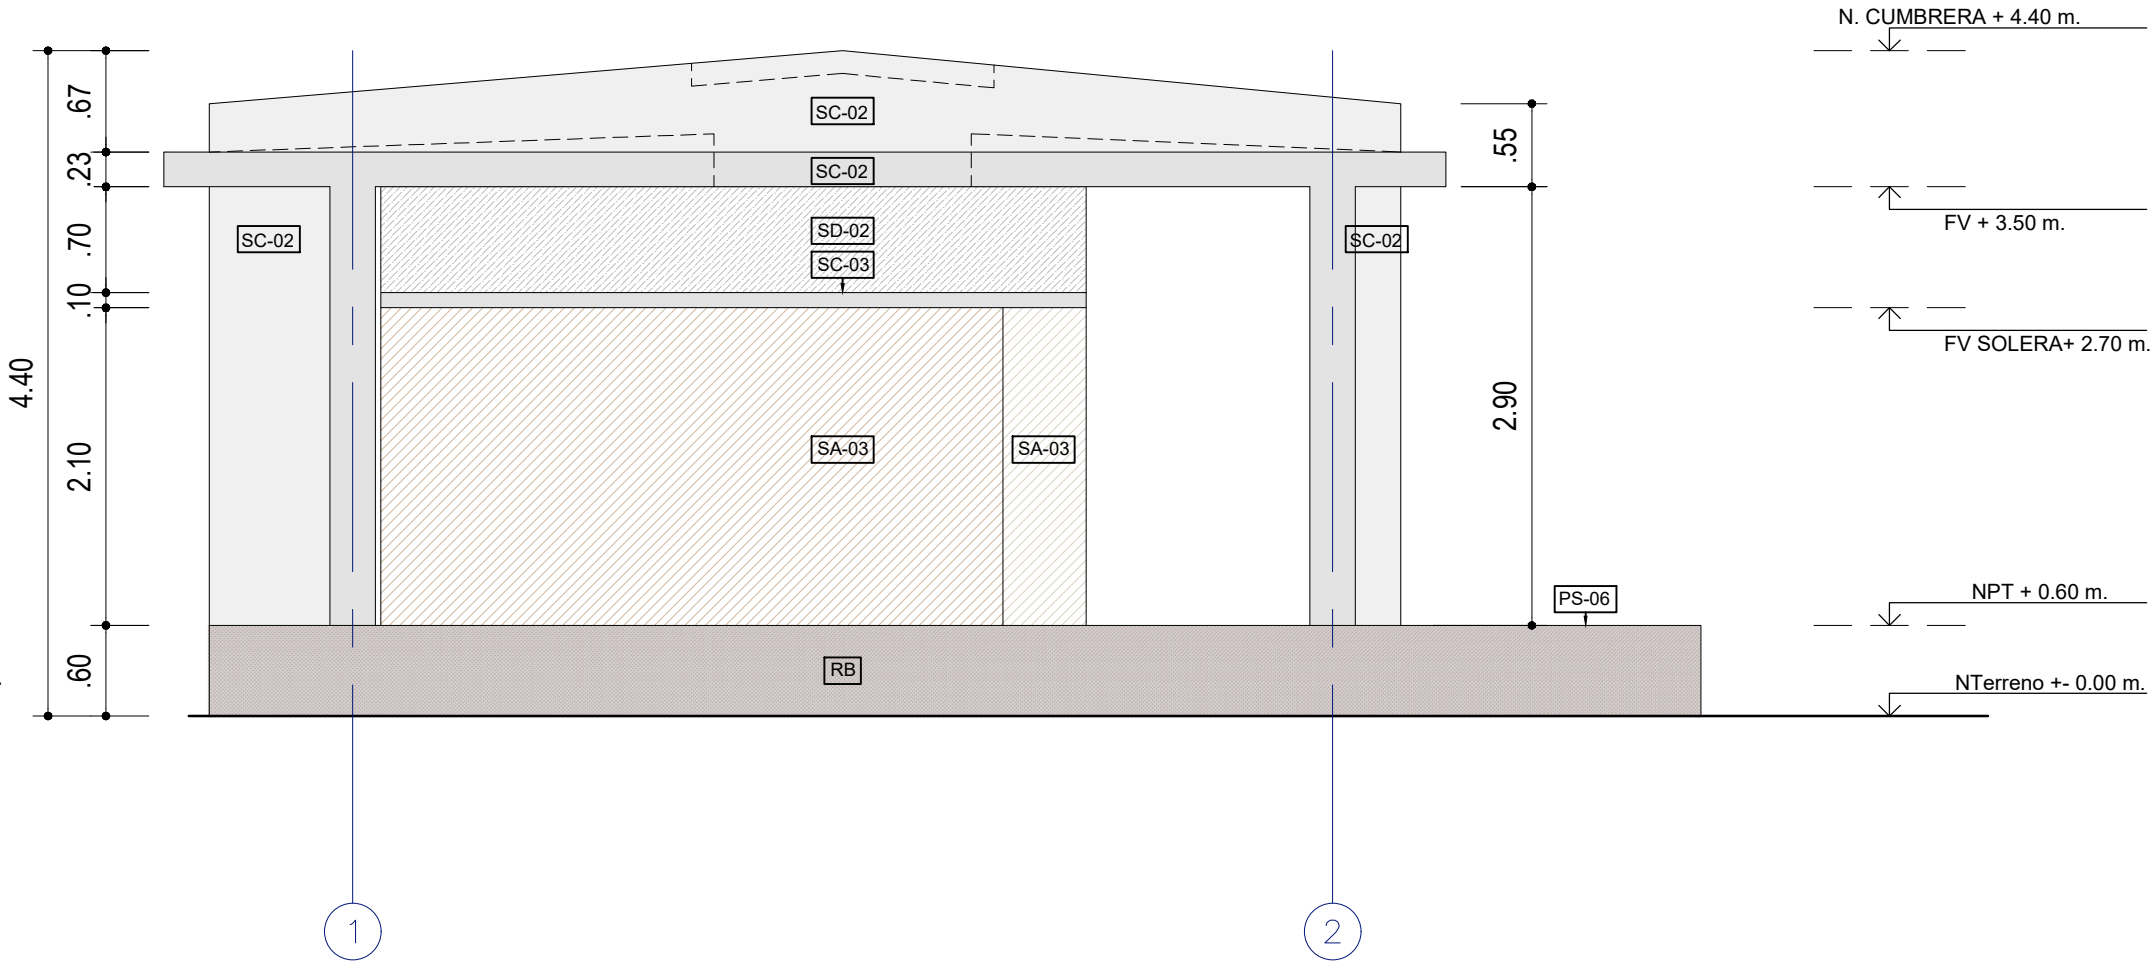 N. CUMBRERA + 4.40 m.
.67
SC-02
.55
.23
SC-02
FV + 3.50 m.
.70
SC-02
SD-02
SC-02
SC-03
.10
FV SOLERA+ 2.70 m.
4.40
2.90
2.10
SA-03
SA-03
PS-06
NPT + 0.60 m.
.60
RB
NTerreno +- 0.00 m.
1
2